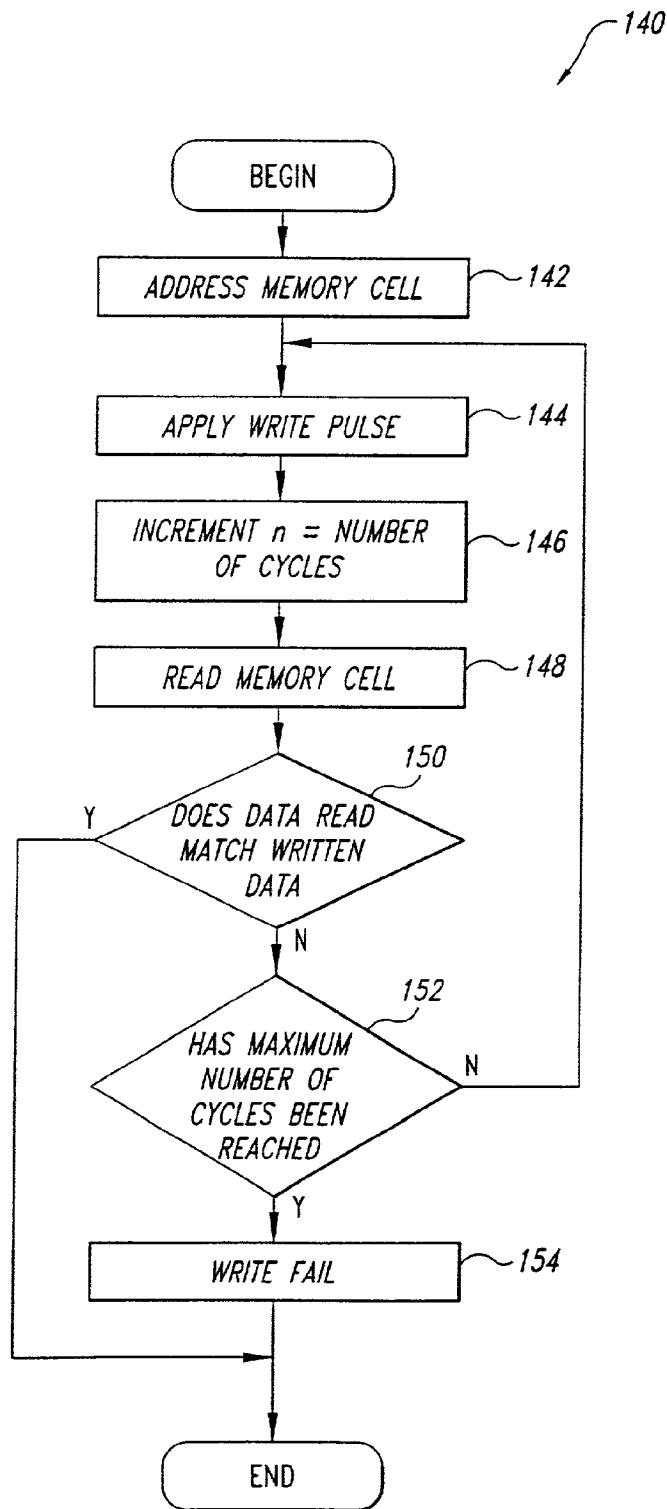 140
BEGIN
ADDRESS MEMORY CELL
142
APPLY WRITE PULSE
144
INCREMENT n = NUMBER
OF CYCLES
146
READ MEMORY CELL
148
150
Y
DOES DATA READ
MATCH WRITTEN
DATA
N
152
HAS MAXIMUM
NUMBER OF
CYCLES BEEN
REACHED
N
Y
WRITE FAIL
154
END